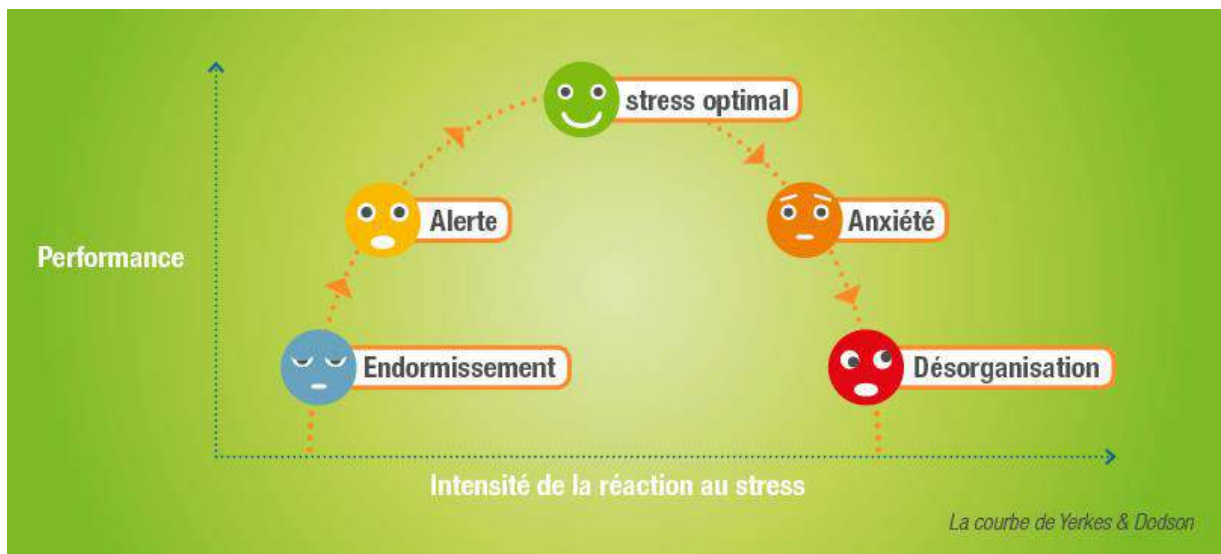 stress optimal
Alerte
Anxiété
Performance
Endormissement
Désorganisation
Intensité de la réaction au stress
La courbe de Yerkes & Dodson